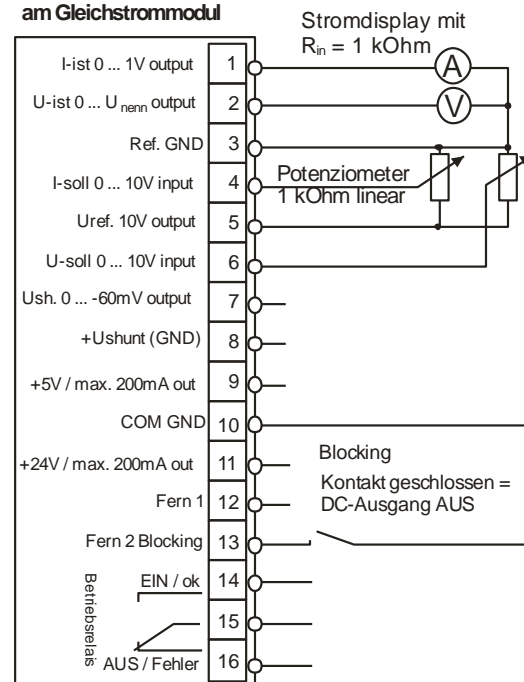 am Gleichstrommodul
Stromdisplay mit
Rin = 1 kOhm
I-ist 0 ... 1V output 1 A
U-ist 0 ... U nenn output 2 V
Ref. GND 3
I-soll 0 ... 10V input 4
Potenziometer
1 kOhm linear
Uref. 10V output 5
U-soll 0 ... 10V input 6
Ush. 0 ... -60mV output 7
+Ushunt (GND) 8
+5V / max. 200mA out 9
COM GND 10
+24V / max. 200mA out 11
Blocking
Kontakt geschlossen =
DC-Ausgang AUS
Fern 1 12
Fern 2 Blocking 13
Betriebsrelais
EIN / ok 14
15
AUS / Fehler 16